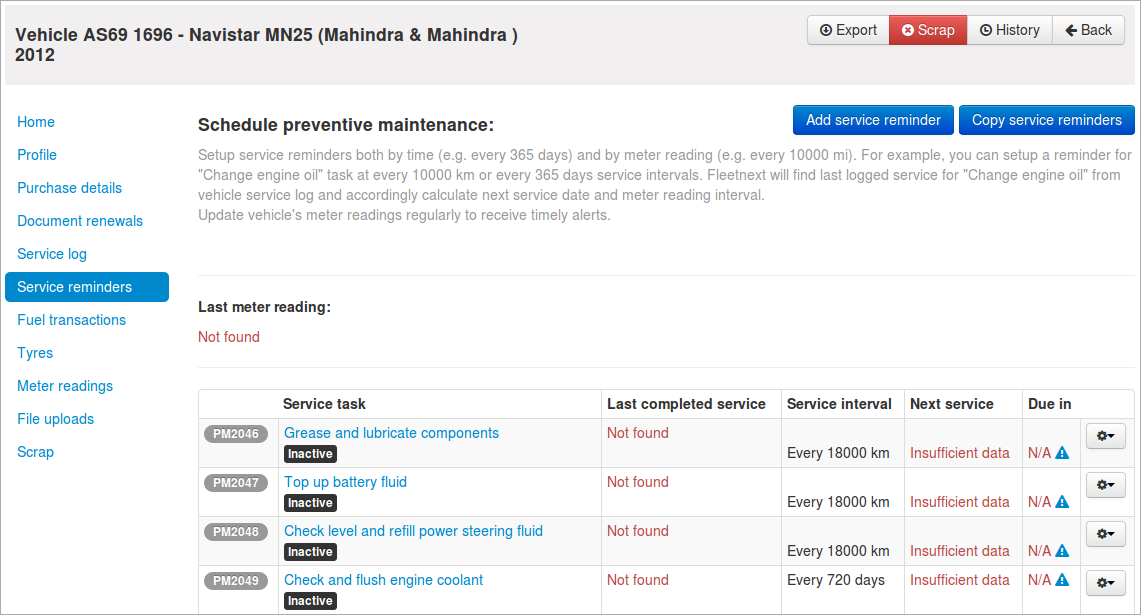 Vehicle AS69 1696 - Navistar MN25 (Mahindra & Mahindra )
2012
Export
Scrap
History
Back
Home
Profile
Purchase details
Document renewals
Service log
Service reminders
Fuel transactions
Tyres
Meter readings
File uploads
Scrap
Schedule preventive maintenance:
Add service reminder
Copy service reminders
Setup service reminders both by time (e.g. every 365 days) and by meter reading (e.g. every 10000 mi). For example, you can setup a reminder for
"Change engine oil" task at every 10000 km or every 365 days service intervals. Fleetnext will find last logged service for "Change engine oil" from
vehicle service log and accordingly calculate next service date and meter reading interval.
Update vehicle's meter readings regularly to receive timely alerts.
Last meter reading:
Not found
Service task Last completed service Service interval Next service Due in
PM2046 Grease and lubricate components Not found
Inactive Every 18000 km Insufficient data N/A
PM2047 Top up battery fluid Not found
Inactive Every 18000 km Insufficient data N/A
PM2048 Check level and refill power steering fluid Not found
Inactive Every 18000 km Insufficient data N/A
PM2049 Check and flush engine coolant Not found Every 720 days Insufficient data N/A
Inactive